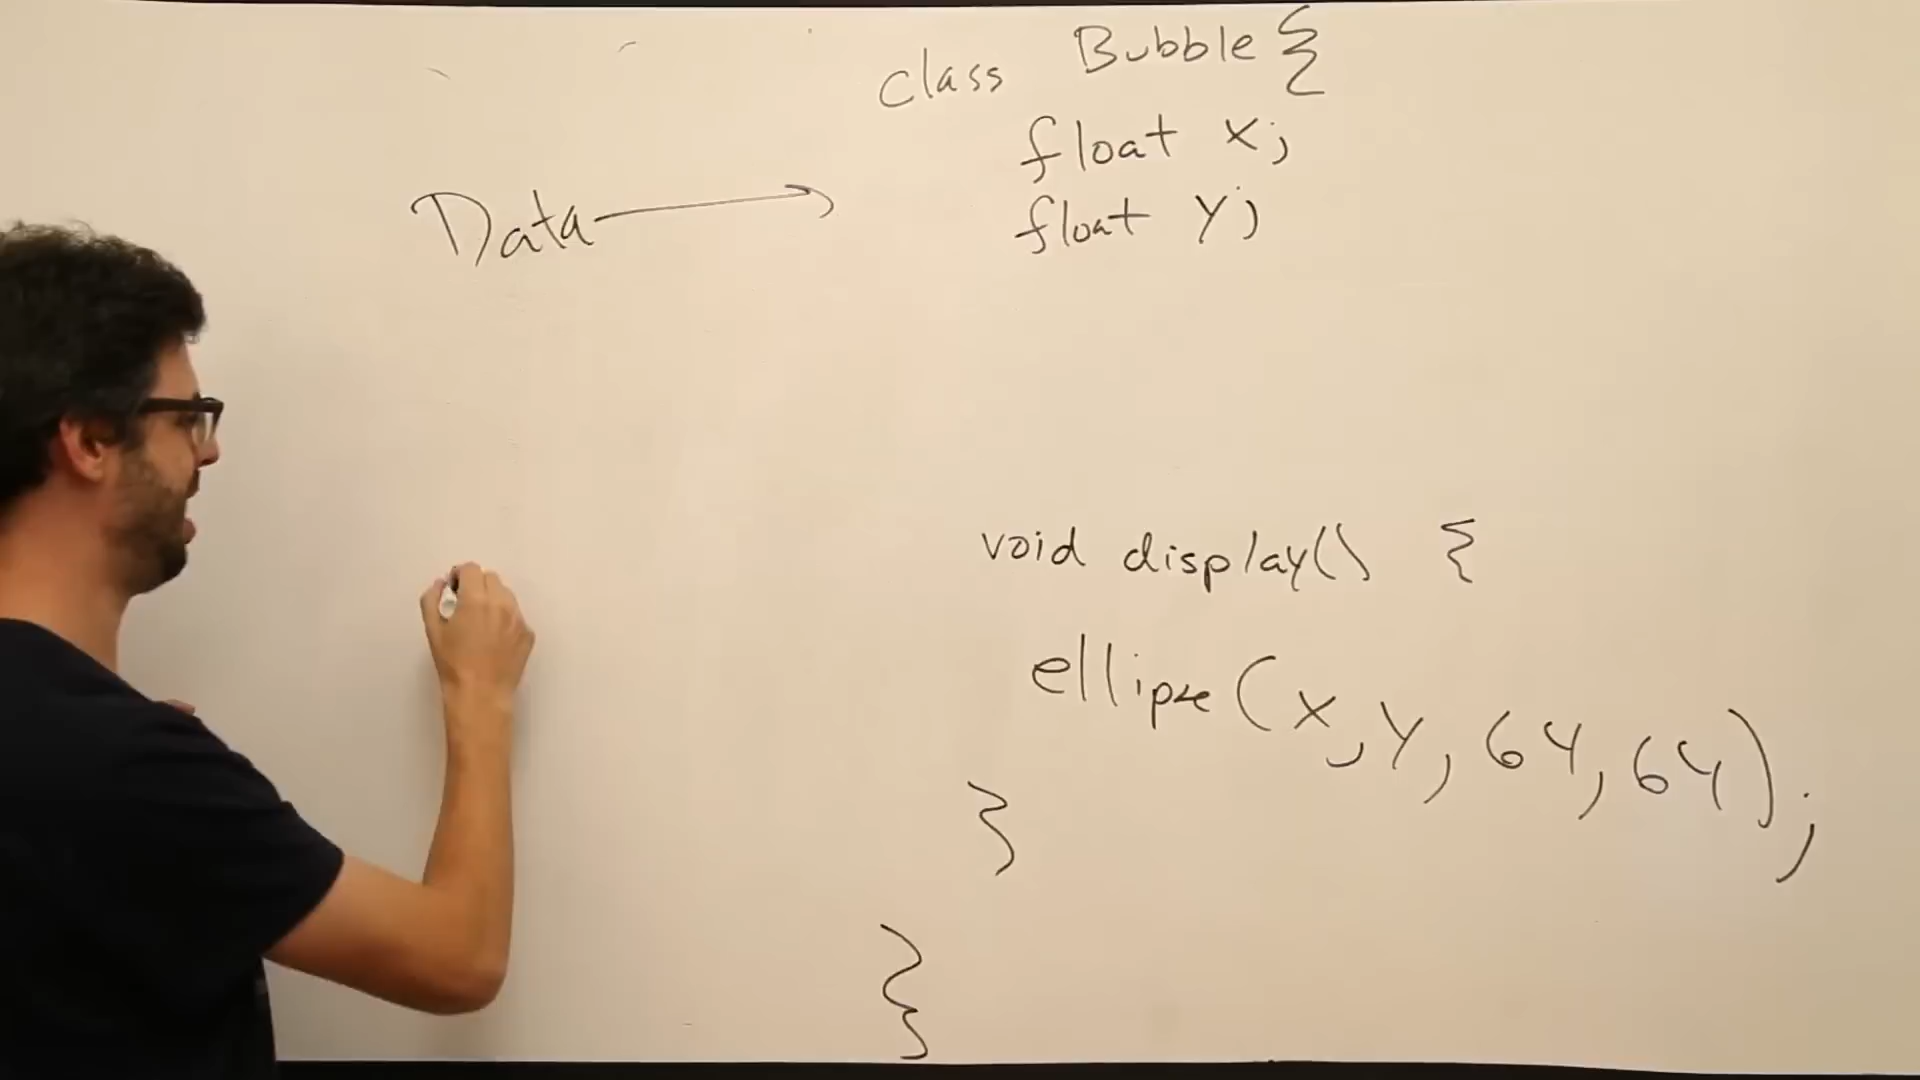 class Bubble {
float x;
float y;
Data
void display() {
ellipse (x, y, 64, 64);
}
}